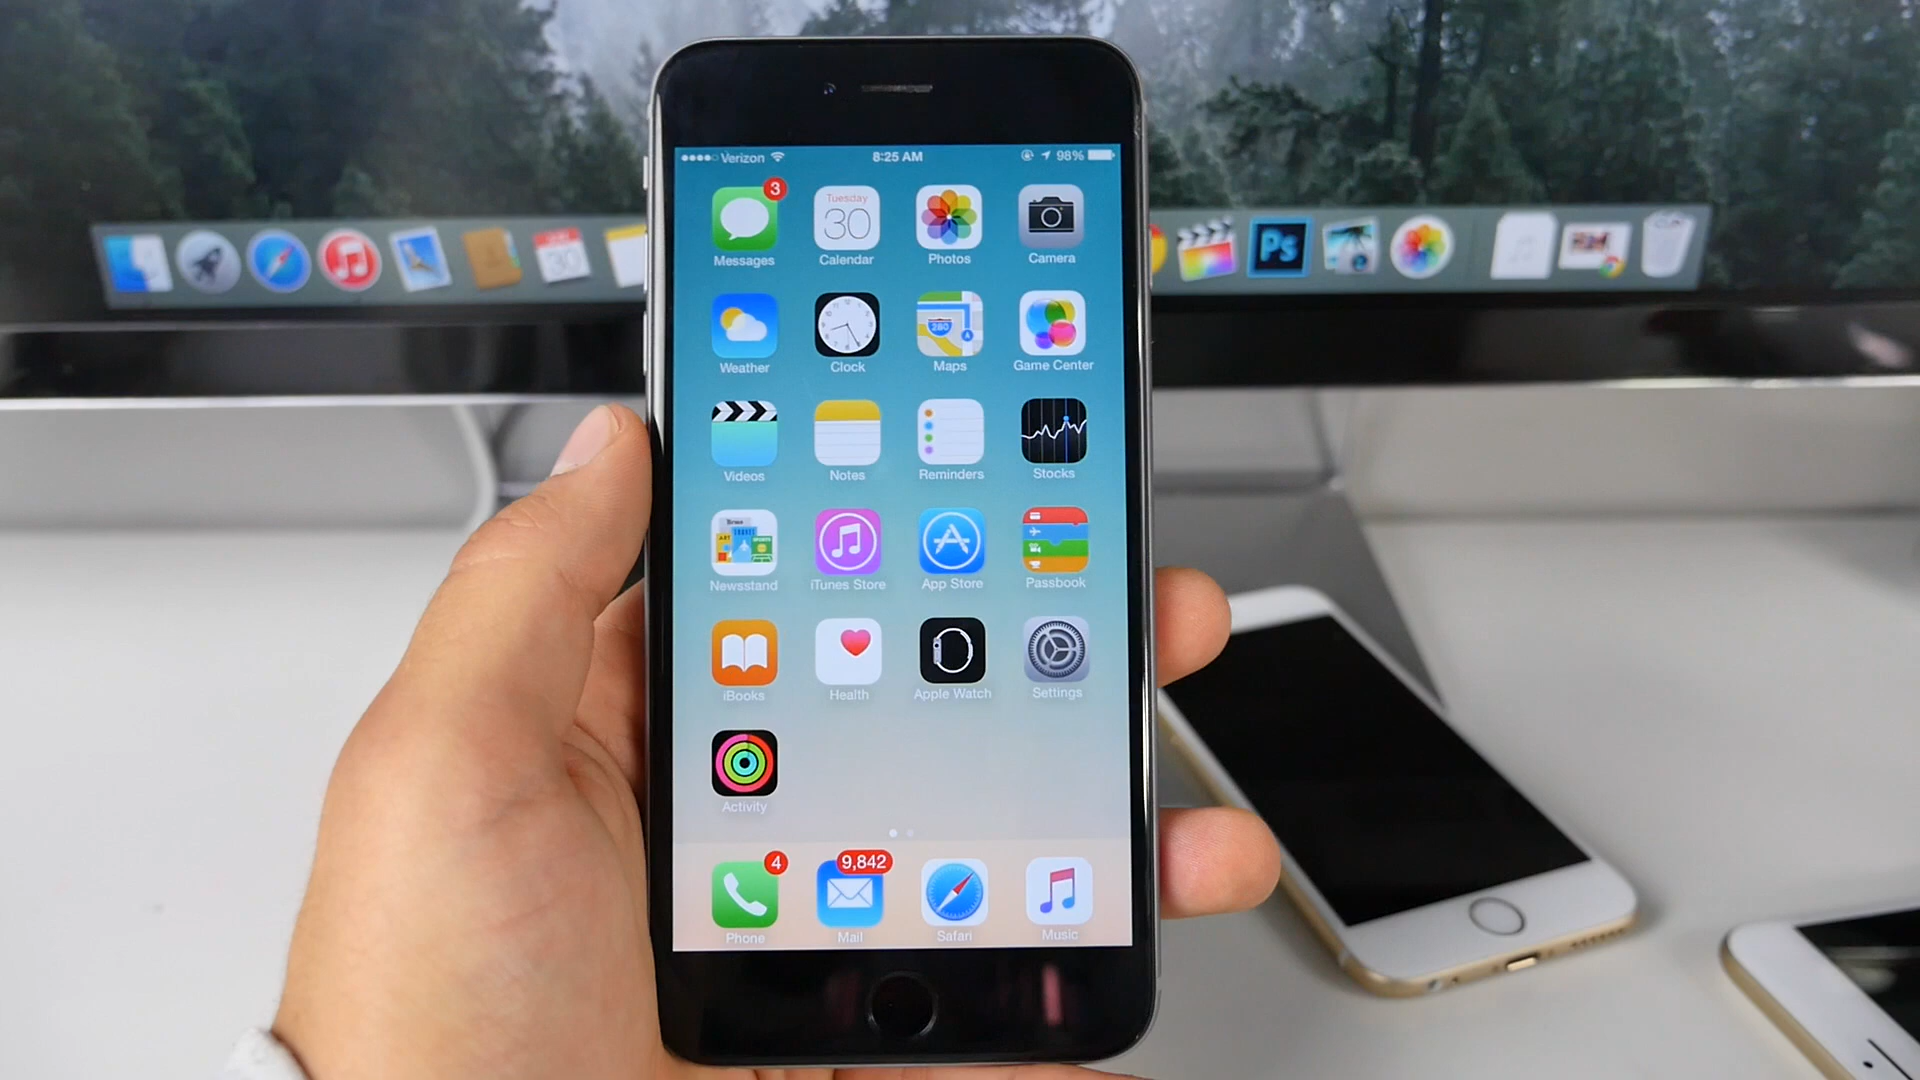 Verizon 8:25 AM 98%
3
Tuesday
30
Messages Calendar Photos Camera
280
Weather Clock Maps Game Center
Videos Notes Reminders Stocks
Newsstand iTunes Store App Store Passbook
iBooks Health Apple Watch Settings
Activity
4 9,842
Phone Mail Safari Music
30
Ps